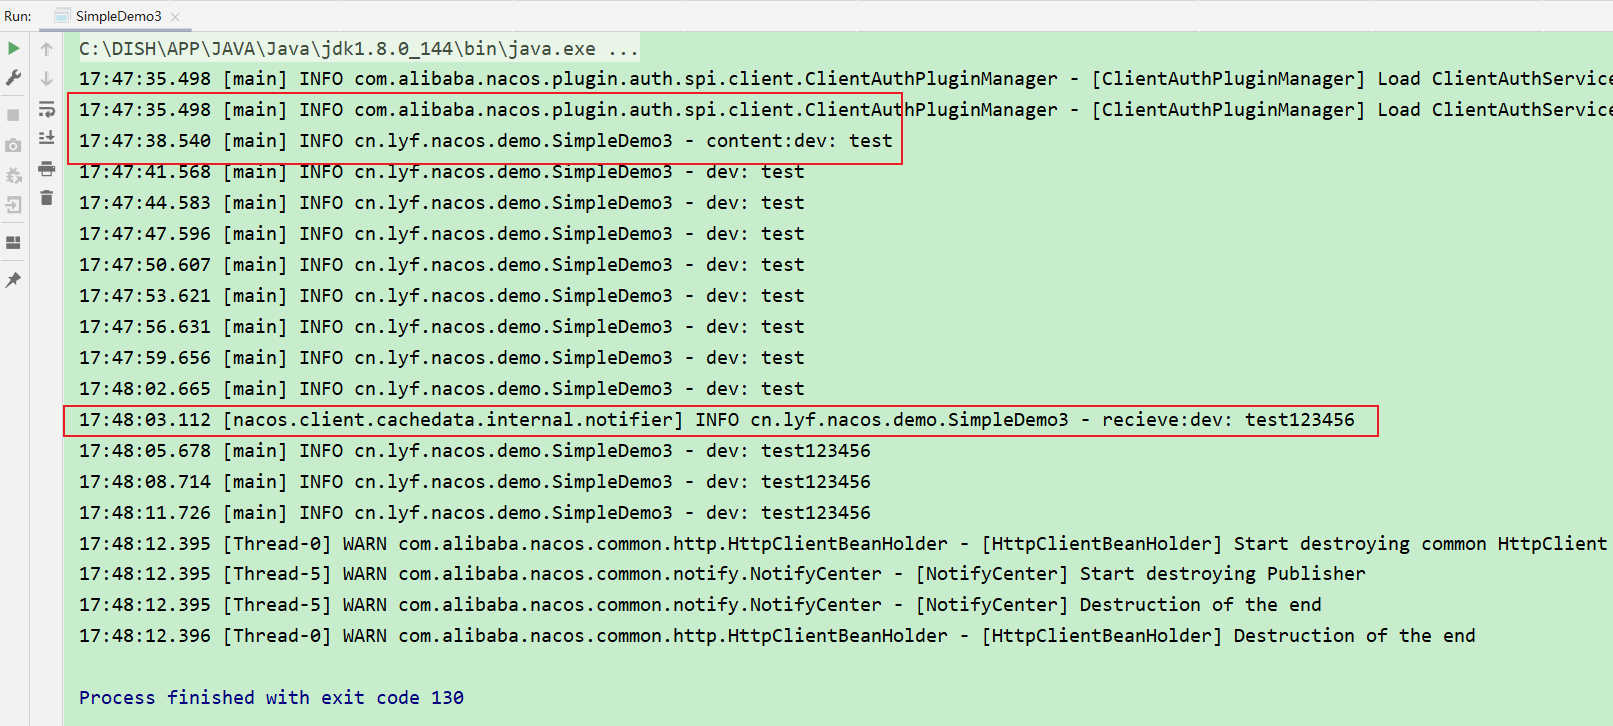 Run: SimpleDemo3
C:\DISH\APP\JAVA\Java\jdk1.8.0_144\bin\java.exe ...
17:47:35.498 [main] INFO com.alibaba.nacos.plugin.auth.spi.client.ClientAuthPluginManager - [ClientAuthPluginManager] Load ClientAuthService
17:47:35.498 [main] INFO com.alibaba.nacos.plugin.auth.spi.client.ClientAuthPluginManager - [ClientAuthPluginManager] Load ClientAuthService
17:47:38.540 [main] INFO cn.lyf.nacos.demo.SimpleDemo3 - content:dev: test
17:47:41.568 [main] INFO cn.lyf.nacos.demo.SimpleDemo3 - dev: test
17:47:44.583 [main] INFO cn.lyf.nacos.demo.SimpleDemo3 - dev: test
17:47:47.596 [main] INFO cn.lyf.nacos.demo.SimpleDemo3 - dev: test
17:47:50.607 [main] INFO cn.lyf.nacos.demo.SimpleDemo3 - dev: test
17:47:53.621 [main] INFO cn.lyf.nacos.demo.SimpleDemo3 - dev: test
17:47:56.631 [main] INFO cn.lyf.nacos.demo.SimpleDemo3 - dev: test
17:47:59.656 [main] INFO cn.lyf.nacos.demo.SimpleDemo3 - dev: test
17:48:02.665 [main] INFO cn.lyf.nacos.demo.SimpleDemo3 - dev: test
17:48:03.112 [nacos.client.cachedata.internal.notifier] INFO cn.lyf.nacos.demo.SimpleDemo3 - recieve:dev: test123456
17:48:05.678 [main] INFO cn.lyf.nacos.demo.SimpleDemo3 - dev: test123456
17:48:08.714 [main] INFO cn.lyf.nacos.demo.SimpleDemo3 - dev: test123456
17:48:11.726 [main] INFO cn.lyf.nacos.demo.SimpleDemo3 - dev: test123456
17:48:12.395 [Thread-0] WARN com.alibaba.nacos.common.http.HttpClientBeanHolder - [HttpClientBeanHolder] Start destroying common HttpClient
17:48:12.395 [Thread-5] WARN com.alibaba.nacos.common.notify.NotifyCenter - [NotifyCenter] Start destroying Publisher
17:48:12.395 [Thread-5] WARN com.alibaba.nacos.common.notify.NotifyCenter - [NotifyCenter] Destruction of the end
17:48:12.396 [Thread-0] WARN com.alibaba.nacos.common.http.HttpClientBeanHolder - [HttpClientBeanHolder] Destruction of the end
Process finished with exit code 130